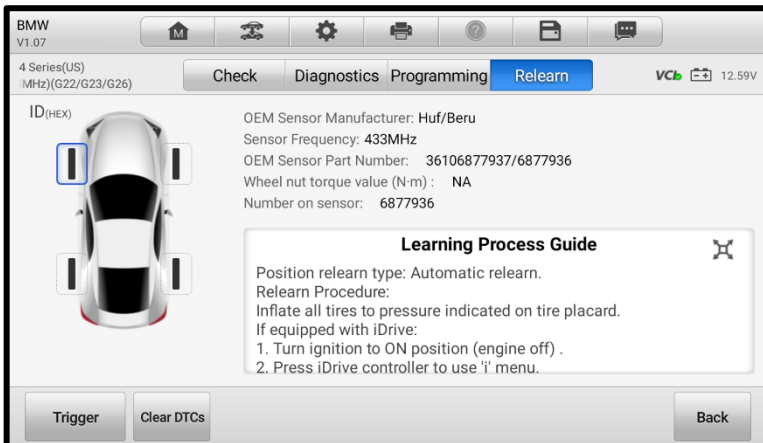 BMW
V1.07
M
4 Series(US)
MHz)(G22/G23/G26)
Check
Diagnostics
Programming
Relearn
VCI
12.59V
ID(HEX)
OEM Sensor Manufacturer: Huf/Beru
Sensor Frequency: 433MHz
OEM Sensor Part Number: 36106877937/6877936
Wheel nut torque value (N·m) : NA
Number on sensor: 6877936
Learning Process Guide
Position relearn type: Automatic relearn.
Relearn Procedure:
Inflate all tires to pressure indicated on tire placard.
If equipped with iDrive:
1. Turn ignition to ON position (engine off) .
2. Press iDrive controller to use 'i' menu.
Trigger
Clear DTCs
Back